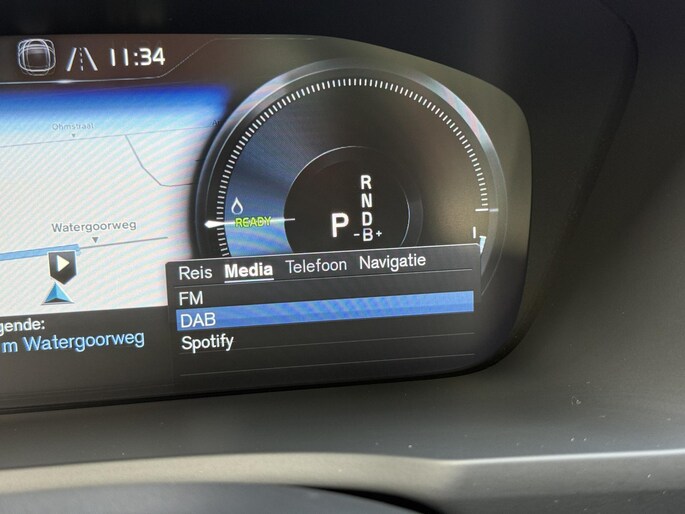 11:34
Ohmstraat
Watergoorweg
READY
R
N
P D
-B+
Reis Media Telefoon Navigatie
FM
DAB
Spotify
gende:
m Watergoorweg